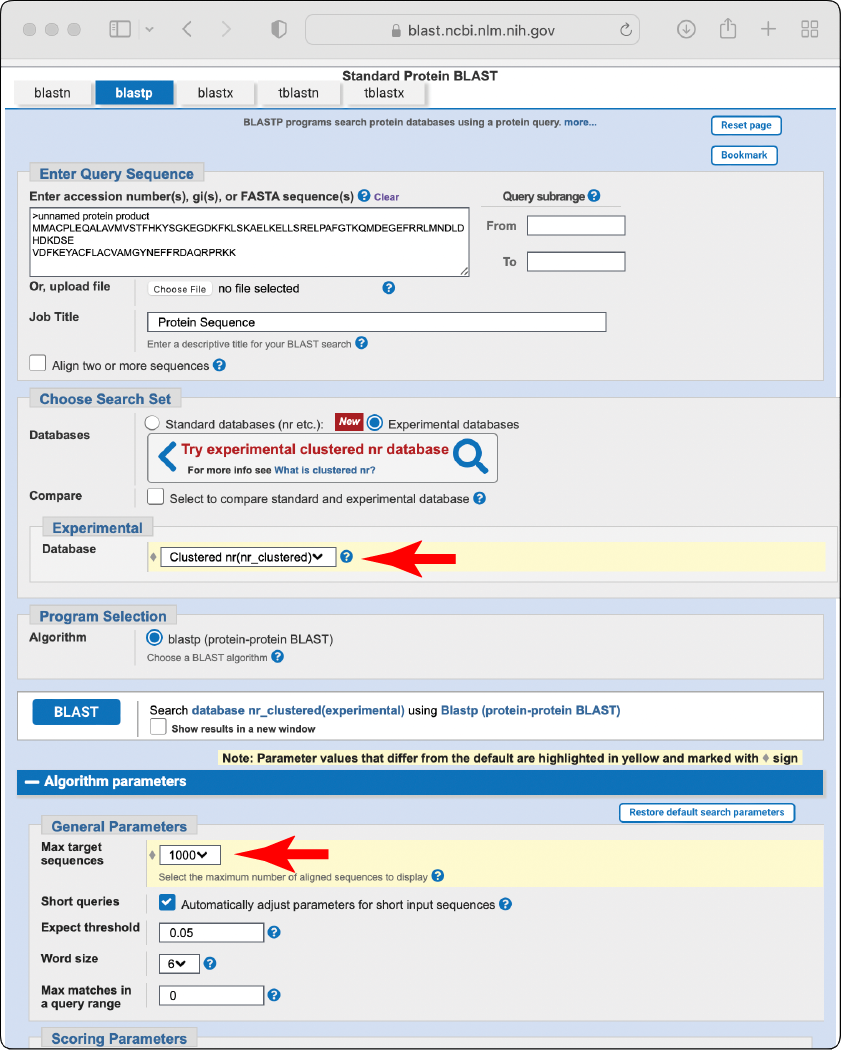 blast.ncbi.nlm.nih.gov
Standard Protein BLAST
blastn blastp blastx tblastn tblastx
BLASTP programs search protein databases using a protein query. more...
Reset page
Bookmark
Enter Query Sequence
Enter accession number(s), gi(s), or FASTA sequence(s) ? Clear
Query subrange ?
>unnamed protein product
MMACPLEQALAVMVSTFHKYSGKEGDKFKLSKAELKELLSRELPAFGTKQMDEGEFRRLMNDLD
HDKDSE
VDFKEYACFLACVAMGYNEFFRDAQRPRKK
From
To
Or, upload file
Choose File no file selected ?
Job Title
Protein Sequence
Enter a descriptive title for your BLAST search ?
Align two or more sequences ?
Choose Search Set
Databases
Standard databases (nr etc.): New Experimental databases
Try experimental clustered nr database
For more info see What is clustered nr?
Compare
Select to compare standard and experimental database ?
Experimental
Database
Clustered nr(nr_clustered) ?
Program Selection
Algorithm
blastp (protein-protein BLAST)
Choose a BLAST algorithm ?
BLAST
Search database nr_clustered(experimental) using Blastp (protein-protein BLAST)
Show results in a new window
Note: Parameter values that differ from the default are highlighted in yellow and marked with ♦ sign
Algorithm parameters
Restore default search parameters
General Parameters
Max target
sequences
1000
Select the maximum number of aligned sequences to display ?
Short queries
Automatically adjust parameters for short input sequences ?
Expect threshold
0.05 ?
Word size
6 ?
Max matches in
a query range
0 ?
Scoring Parameters